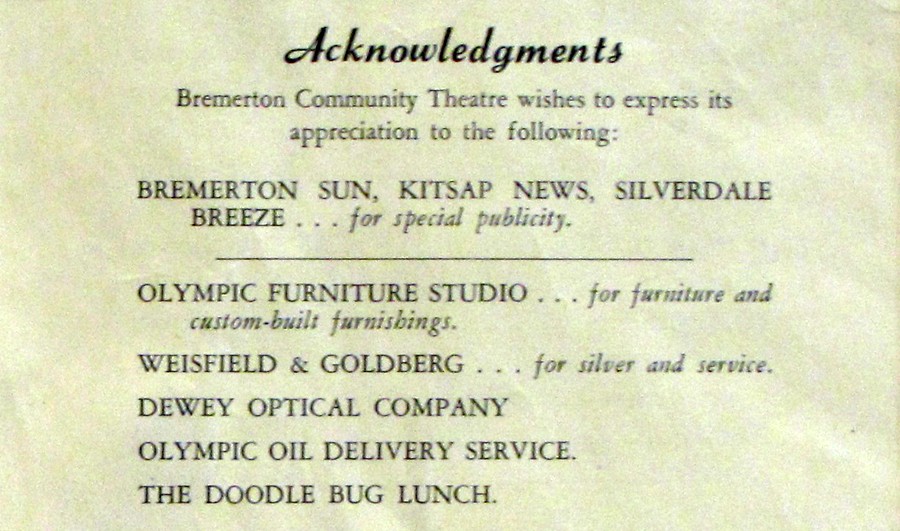 Acknowledgments
Bremerton Community Theatre wishes to express its
appreciation to the following:
BREMERTON SUN, KITSAP NEWS, SILVERDALE
BREEZE . . . for special publicity.
OLYMPIC FURNITURE STUDIO . . . for furniture and
custom-built furnishings.
WEISFIELD & GOLDBERG . . . for silver and service.
DEWEY OPTICAL COMPANY
OLYMPIC OIL DELIVERY SERVICE.
THE DOODLE BUG LUNCH.